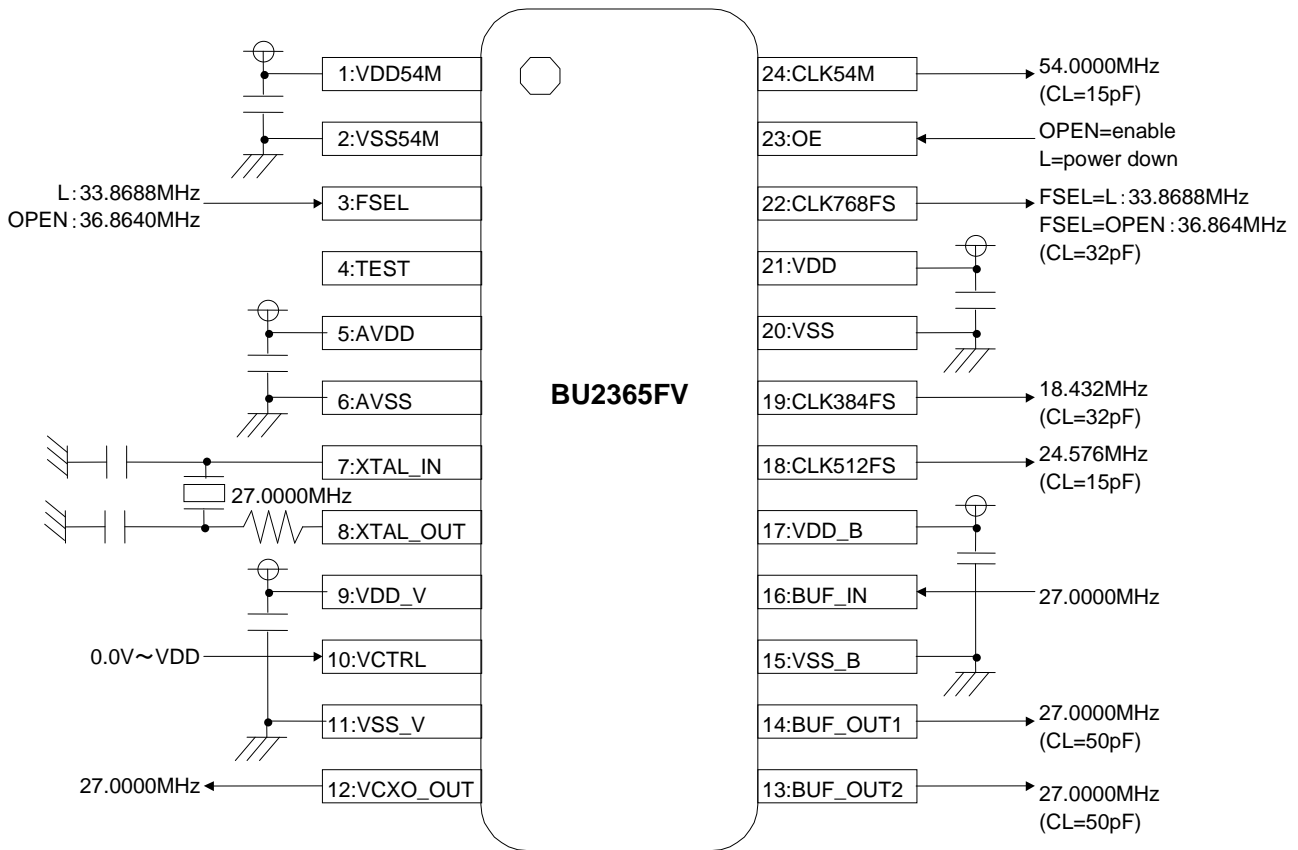 1:VDD54M
2:VSS54M
L:33.8688MHz
OPEN:36.8640MHz
3:FSEL
4:TEST
5:AVDD
6:AVSS
7:XTAL_IN
27.0000MHz
8:XTAL_OUT
9:VDD_V
0.0V～VDD
10:VCTRL
11:VSS_V
27.0000MHz
12:VCXO_OUT
BU2365FV
24:CLK54M
54.0000MHz
(CL=15pF)
23:OE
OPEN=enable
L=power down
22:CLK768FS
FSEL=L:33.8688MHz
FSEL=OPEN:36.864MHz
(CL=32pF)
21:VDD
20:VSS
19:CLK384FS
18.432MHz
(CL=32pF)
18:CLK512FS
24.576MHz
(CL=15pF)
17:VDD_B
16:BUF_IN
27.0000MHz
15:VSS_B
14:BUF_OUT1
27.0000MHz
(CL=50pF)
13:BUF_OUT2
27.0000MHz
(CL=50pF)